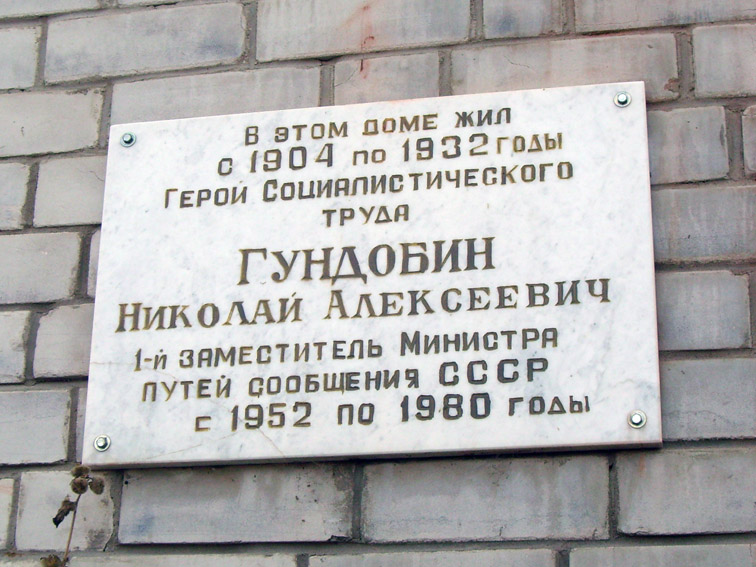 В ЭТОМ ДОМЕ ЖИЛ
С 1904 ПО 1932 ГОДЫ
ГЕРОЙ СОЦИАЛИСТИЧЕСКОГО
ТРУДА
ГУНДОБИН
НИКОЛАЙ АЛЕКСЕЕВИЧ
1-Й ЗАМЕСТИТЕЛЬ МИНИСТРА
ПУТЕЙ СООБЩЕНИЯ СССР
С 1952 ПО 1980 ГОДЫ